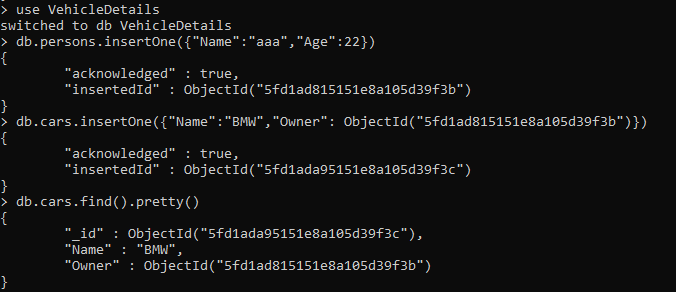 > use VehicleDetails
switched to db VehicleDetails
> db.persons.insertOne({"Name":"aaa","Age":22})
{
        "acknowledged" : true,
        "insertedId" : ObjectId("5fd1ad815151e8a105d39f3b")
}
> db.cars.insertOne({"Name":"BMW","Owner": ObjectId("5fd1ad815151e8a105d39f3b")})
{
        "acknowledged" : true,
        "insertedId" : ObjectId("5fd1ada95151e8a105d39f3c")
}
> db.cars.find().pretty()
{
        "_id" : ObjectId("5fd1ada95151e8a105d39f3c"),
        "Name" : "BMW",
        "Owner" : ObjectId("5fd1ad815151e8a105d39f3b")
}